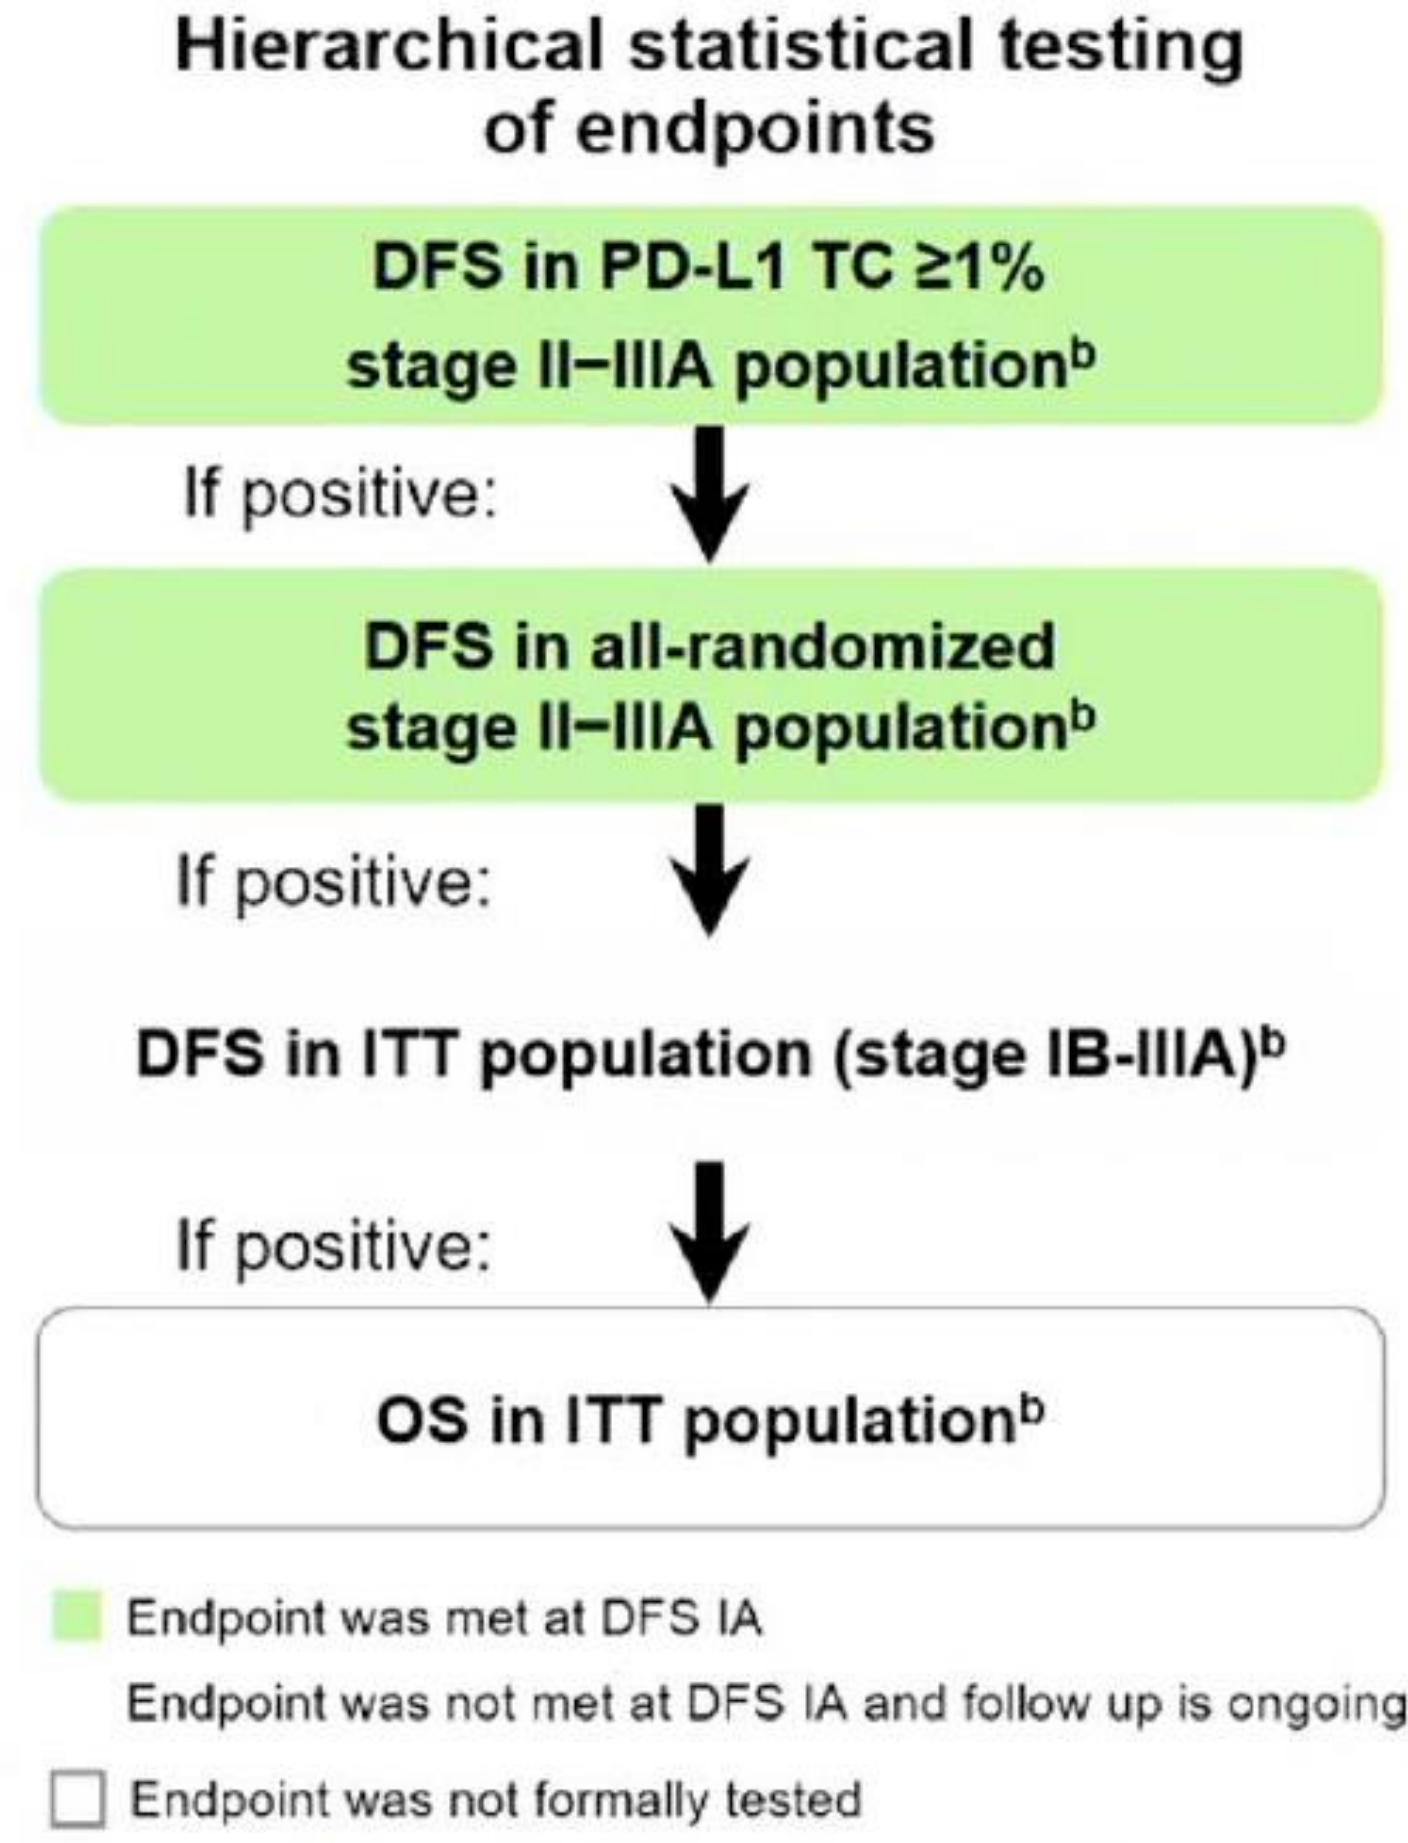 Hierarchical statistical testing
of endpoints
DFS in PD-L1 TC ≥1%
stage II–IIIA populationᵇ
If positive:
DFS in all-randomized
stage II–IIIA populationᵇ
If positive:
DFS in ITT population (stage IB-IIIA)ᵇ
If positive:
OS in ITT populationᵇ
Endpoint was met at DFS IA
Endpoint was not met at DFS IA and follow up is ongoing
Endpoint was not formally tested